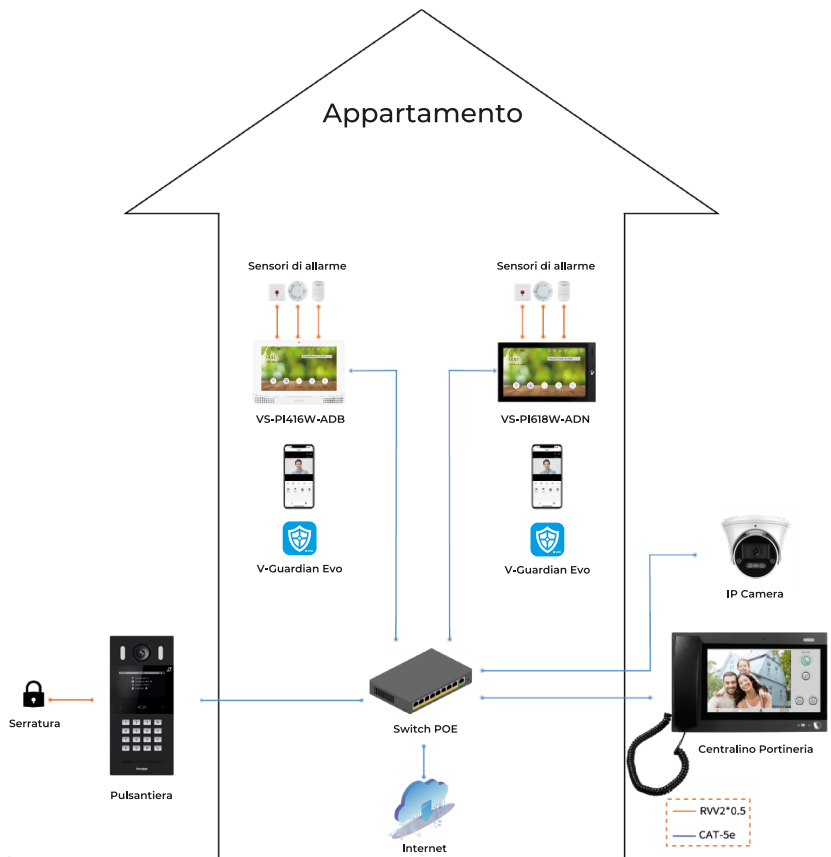 Appartamento
Sensori di allarme
Sensori di allarme
VS-PI416W-ADB
VS-PI618W-ADN
V-Guardian Evo
V-Guardian Evo
IP Camera
Serratura
Switch POE
Centralino Portineria
Pulsantiera
RVV2*0.5
CAT-5e
Internet